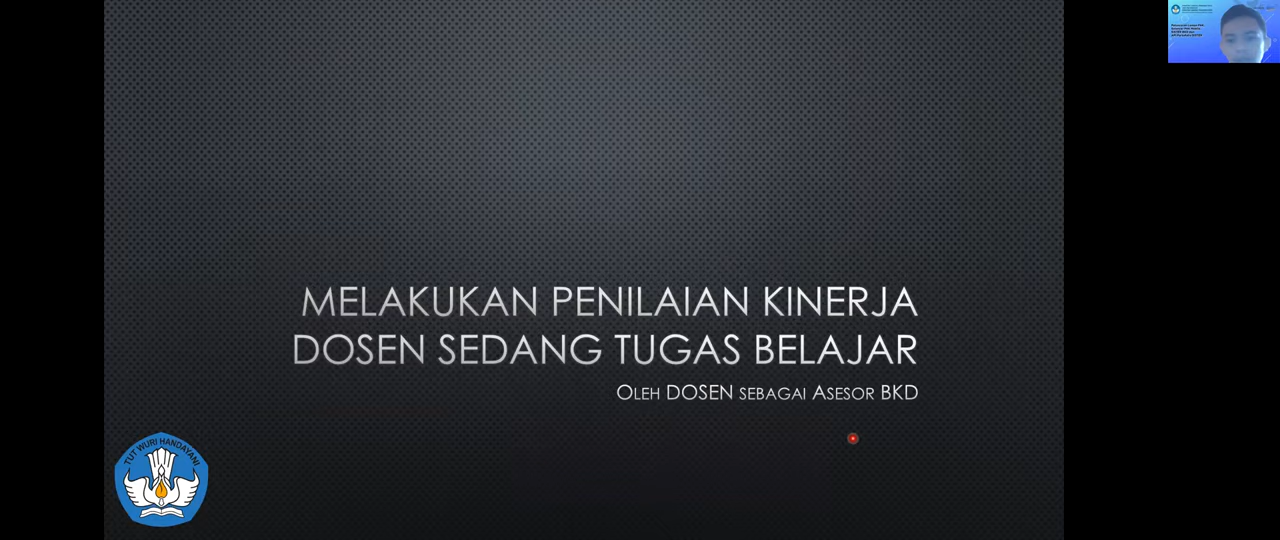 MELAKUKAN PENILAIAN KINERJA
DOSEN SEDANG TUGAS BELAJAR
OLEH DOSEN SEBAGAI ASESOR BKD
TUT WURI HANDAYANI